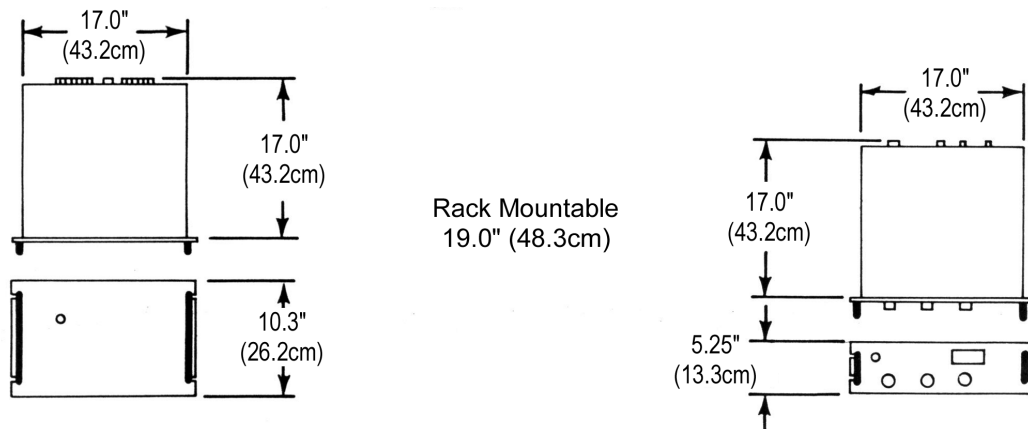 17.0"
(43.2cm)
17.0"
(43.2cm)
10.3"
(26.2cm)
Rack Mountable
19.0" (48.3cm)
17.0"
(43.2cm)
17.0"
(43.2cm)
5.25"
(13.3cm)